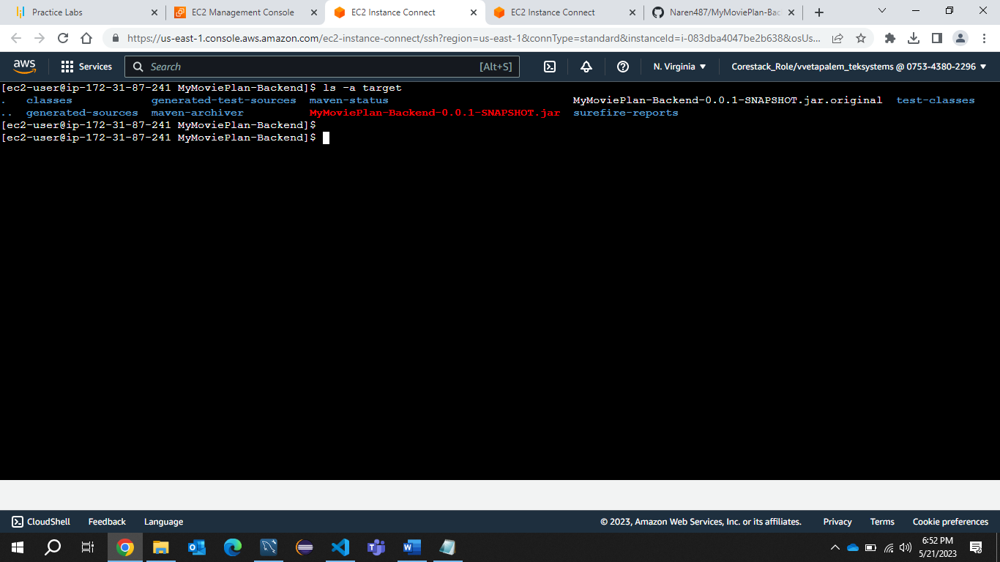 Practice Labs
EC2 Management Console
EC2 Instance Connect
EC2 Instance Connect
Naren487/MyMoviePlan-Bac
https://us-east-1.console.aws.amazon.com/ec2-instance-connect/ssh?region=us-east-1&connType=standard&instanceId=i-083dba4047be2b638&osUs...
aws
Services
Search
[Alt+S]
N. Virginia
Corestack_Role/vvetapalem_teksystems @ 0753-4380-2296
[ec2-user@ip-172-31-87-241 MyMoviePlan-Backend]$ ls -a target
. classes generated-test-sources maven-status MyMoviePlan-Backend-0.0.1-SNAPSHOT.jar.original test-classes
.. generated-sources maven-archiver MyMoviePlan-Backend-0.0.1-SNAPSHOT.jar surefire-reports
[ec2-user@ip-172-31-87-241 MyMoviePlan-Backend]$
[ec2-user@ip-172-31-87-241 MyMoviePlan-Backend]$
CloudShell
Feedback
Language
© 2023, Amazon Web Services, Inc. or its affiliates.
Privacy
Terms
Cookie preferences
6:52 PM
5/21/2023